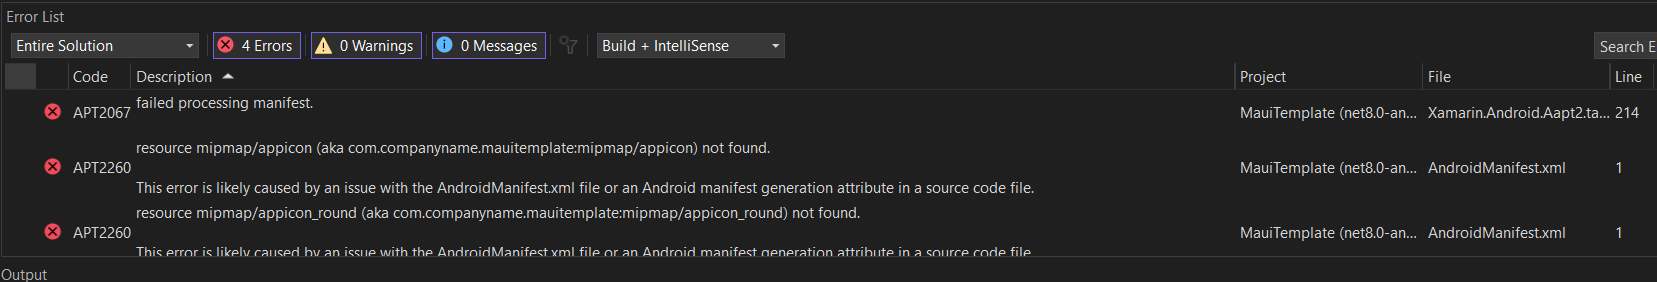 Error List
Entire Solution 4 Errors 0 Warnings 0 Messages Build + IntelliSense Search E
Code Description Project File Line
failed processing manifest.
APT2067 MauiTemplate (net8.0-an... Xamarin.Android.Aapt2.ta... 214
resource mipmap/appicon (aka com.companyname.mauitemplate:mipmap/appicon) not found.
APT2260 MauiTemplate (net8.0-an... AndroidManifest.xml 1
This error is likely caused by an issue with the AndroidManifest.xml file or an Android manifest generation attribute in a source code file.
resource mipmap/appicon_round (aka com.companyname.mauitemplate:mipmap/appicon_round) not found.
APT2260 MauiTemplate (net8.0-an... AndroidManifest.xml 1
This error is likely caused by an issue with the AndroidManifest.xml file or an Android manifest generation attribute in a source code file.
Output